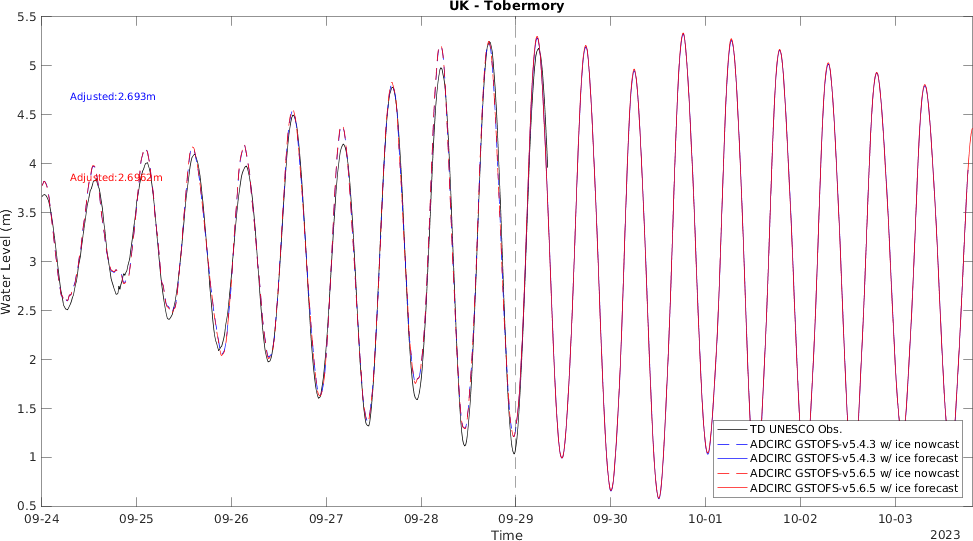 UK - Tobermory
5.5
5
4.5
4
3.5
3
2.5
2
1.5
1
0.5
Water Level (m)
Adjusted:2.693m
Adjusted:2.6962m
TD UNESCO Obs.
ADCIRC GSTOFS-v5.4.3 w/ ice nowcast
ADCIRC GSTOFS-v5.4.3 w/ ice forecast
ADCIRC GSTOFS-v5.6.5 w/ ice nowcast
ADCIRC GSTOFS-v5.6.5 w/ ice forecast
09-24 09-25 09-26 09-27 09-28 09-29 09-30 10-01 10-02 10-03
Time
2023